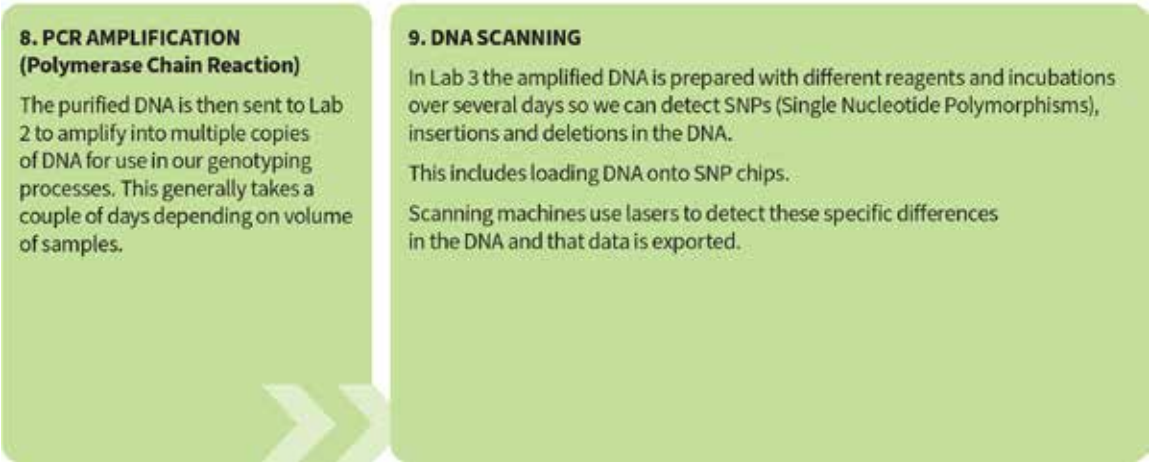 8. PCR AMPLIFICATION
(Polymerase Chain Reaction)
The purified DNA is then sent to Lab
2 to amplify into multiple copies
of DNA for use in our genotyping
processes. This generally takes a
couple of days depending on volume
of samples.
9. DNA SCANNING
In Lab 3 the amplified DNA is prepared with different reagents and incubations
over several days so we can detect SNPs (Single Nucleotide Polymorphisms),
insertions and deletions in the DNA.
This includes loading DNA onto SNP chips.
Scanning machines use lasers to detect these specific differences
in the DNA and that data is exported.